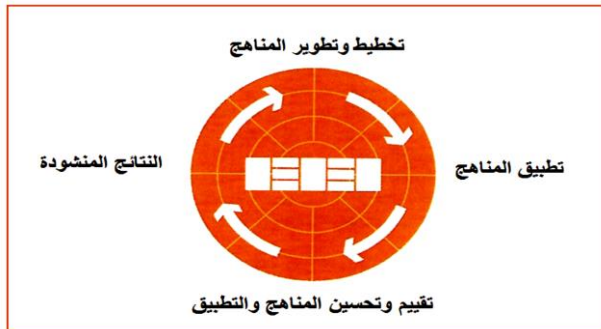 تخطيط وتطوير المناهج
النتائج المنشودة
تطبيق المناهج
تقييم وتحسين المناهج والتطبيق